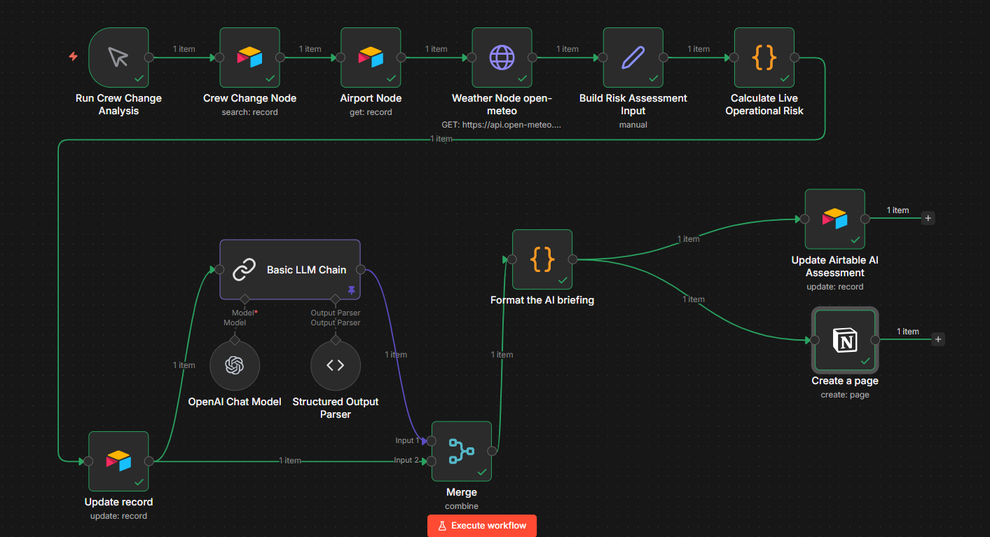 1 item
1 item
1 item
1 item
1 item
Run Crew Change
Analysis
Crew Change Node
search: record
Airport Node
get: record
Weather Node open-
meteo
GET: https://api.open-meteo....
Build Risk Assessment
Input
manual
Calculate Live
Operational Risk
1 item
1 item
Update Airtable AI
Assessment
update: record
1 item
Basic LLM Chain
Model*
Model
Output Parser
Output Parser
{}
Format the AI briefing
1 item
1 item
N
Create a page
create: page
1 item
1 item
1 item
OpenAI Chat Model
Structured Output
Parser
Input 1
Input 2
1 item
Update record
update: record
Merge
combine
Execute workflow